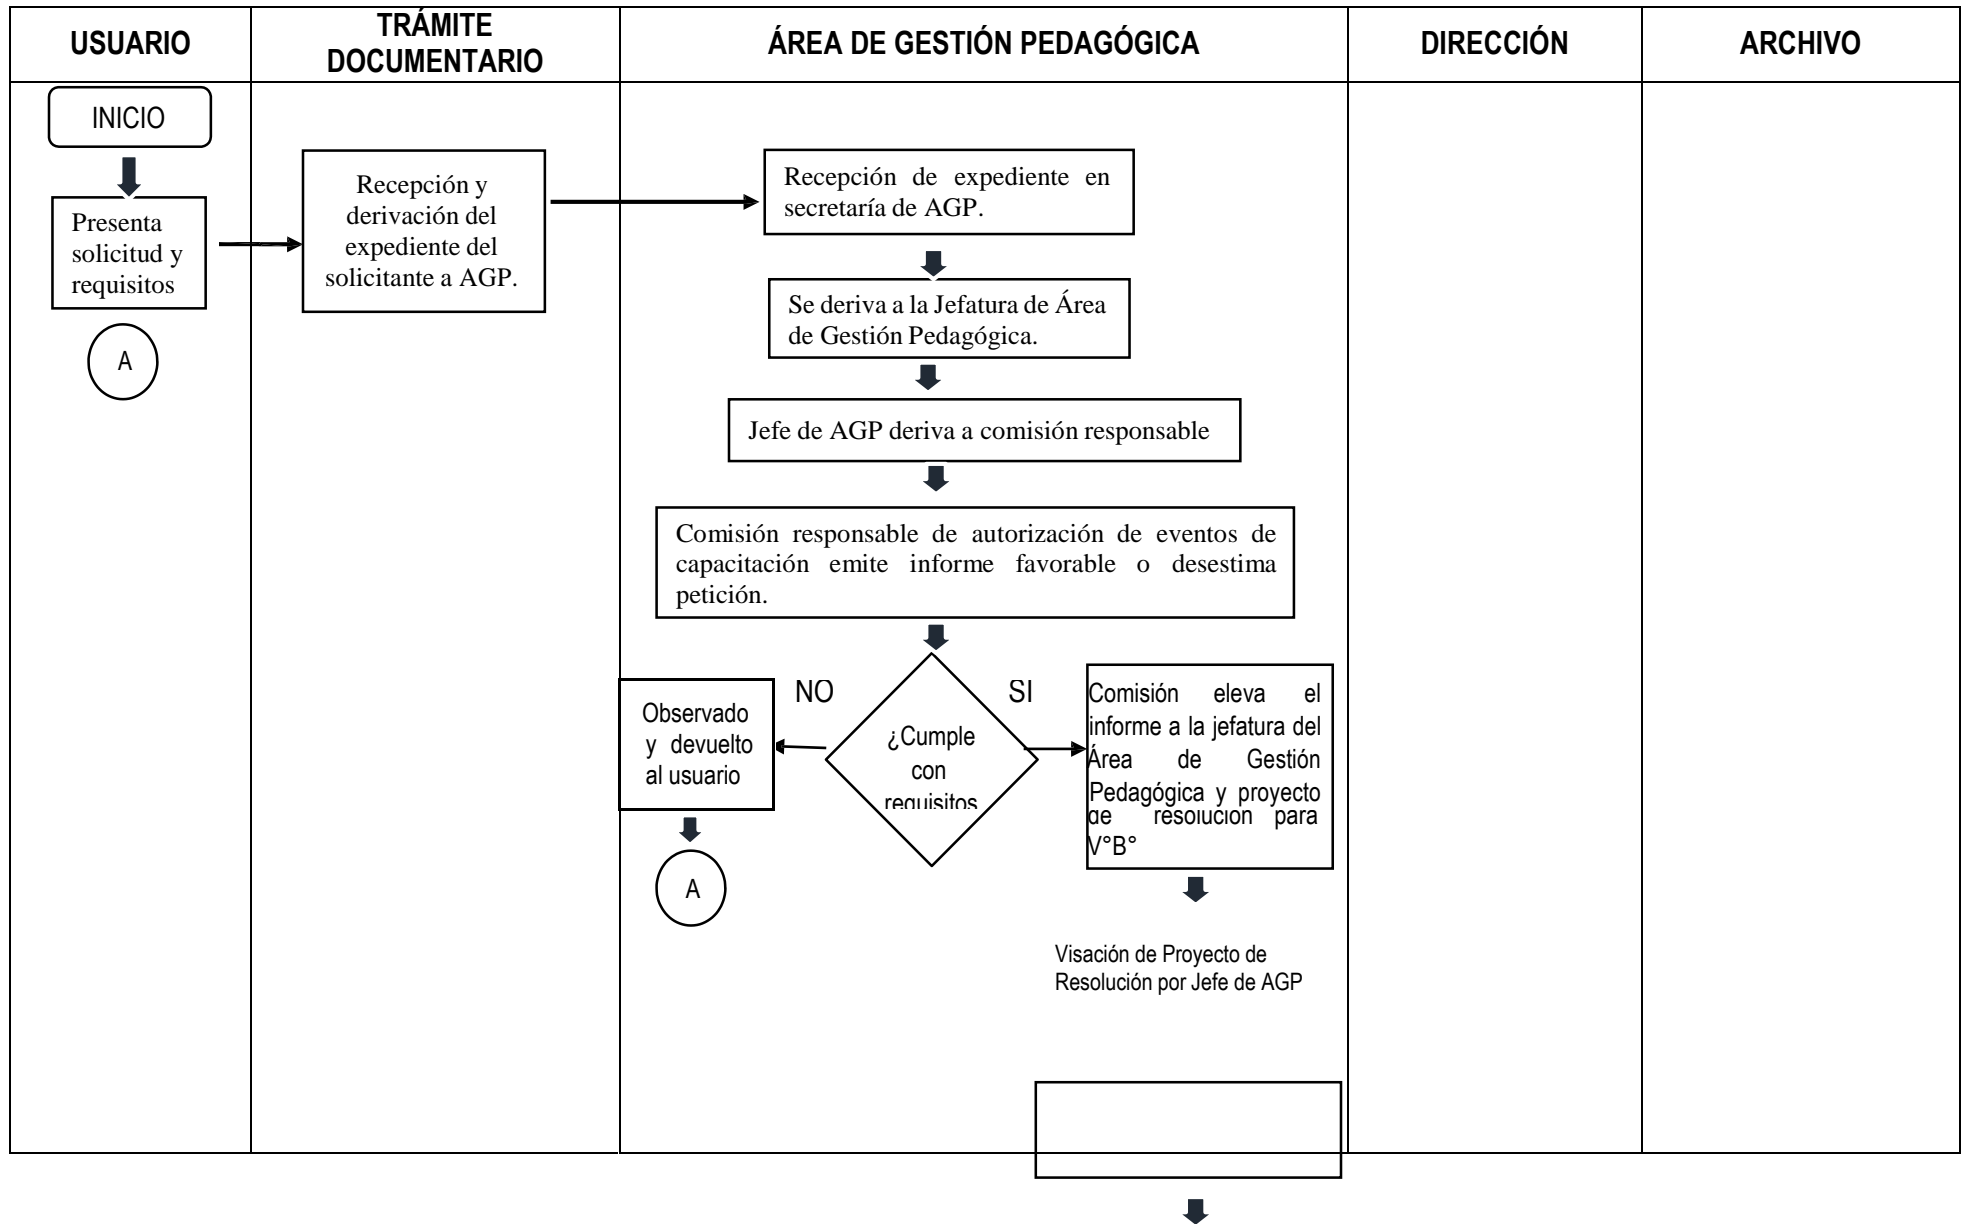 USUARIO
TRÁMITE
DOCUMENTARIO
ÁREA DE GESTIÓN PEDAGÓGICA
DIRECCIÓN
ARCHIVO
INICIO
Presenta
solicitud y
requisitos
A
Recepción y
derivación del
expediente del
solicitante a AGP.
Recepción de expediente en
secretaría de AGP.
Se deriva a la Jefatura de Área
de Gestión Pedagógica.
Jefe de AGP deriva a comisión responsable
Comisión responsable de autorización de eventos de
capacitación emite informe favorable o desestima
petición.
NO
SI
Observado
y devuelto
al usuario
¿Cumple
con
requisitos
Comisión eleva el
informe a la jefatura del
Área de Gestión
Pedagógica y proyecto
de resolución para
V°B°
A
Visación de Proyecto de
Resolución por Jefe de AGP